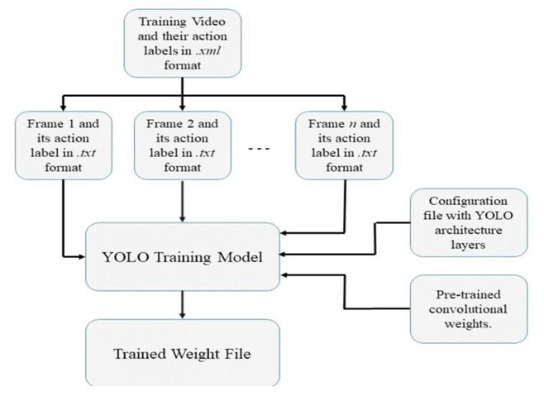 Training Video
and their action
labels in .xml
format
Frame 1 and
its action
label in .txt
format
Frame 2 and
its action
label in .txt
format
- - -
Frame n and
its action
label in .txt
format
Configuration
file with YOLO
architecture
layers
YOLO Training Model
Pre-trained
convolutional
weights.
Trained Weight File